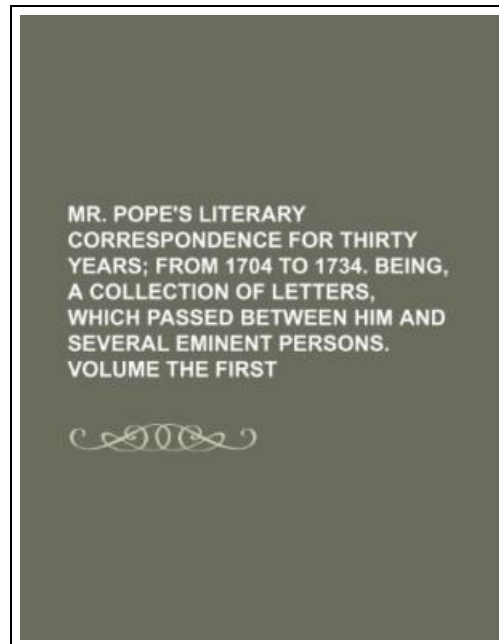 MR. POPE'S LITERARY
CORRESPONDENCE FOR THIRTY
YEARS; FROM 1704 TO 1734. BEING,
A COLLECTION OF LETTERS,
WHICH PASSED BETWEEN HIM AND
SEVERAL EMINENT PERSONS.
VOLUME THE FIRST